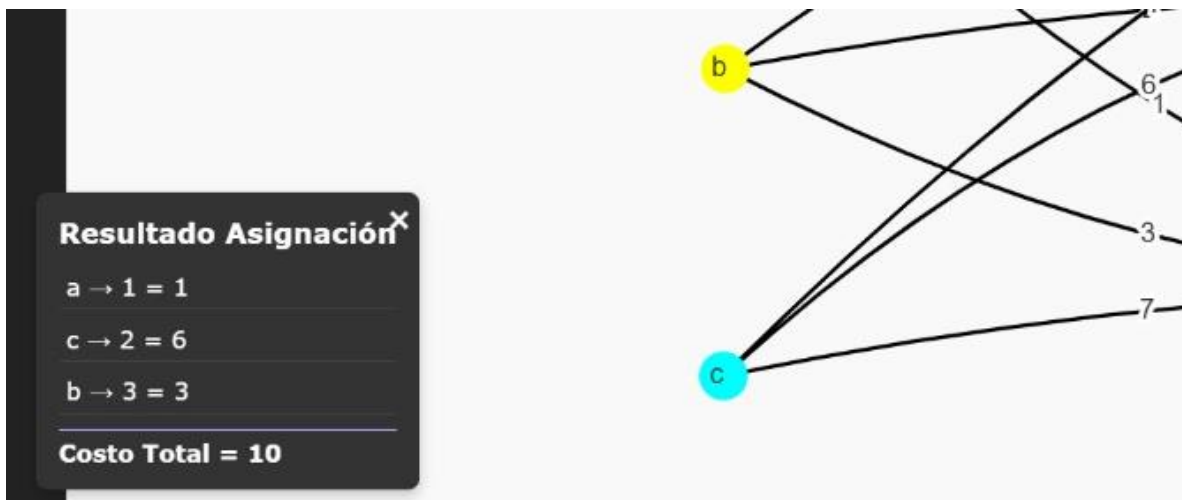 b
6
1
3
7
c
Resultado Asignación
×
a → 1 = 1
c → 2 = 6
b → 3 = 3
Costo Total = 10